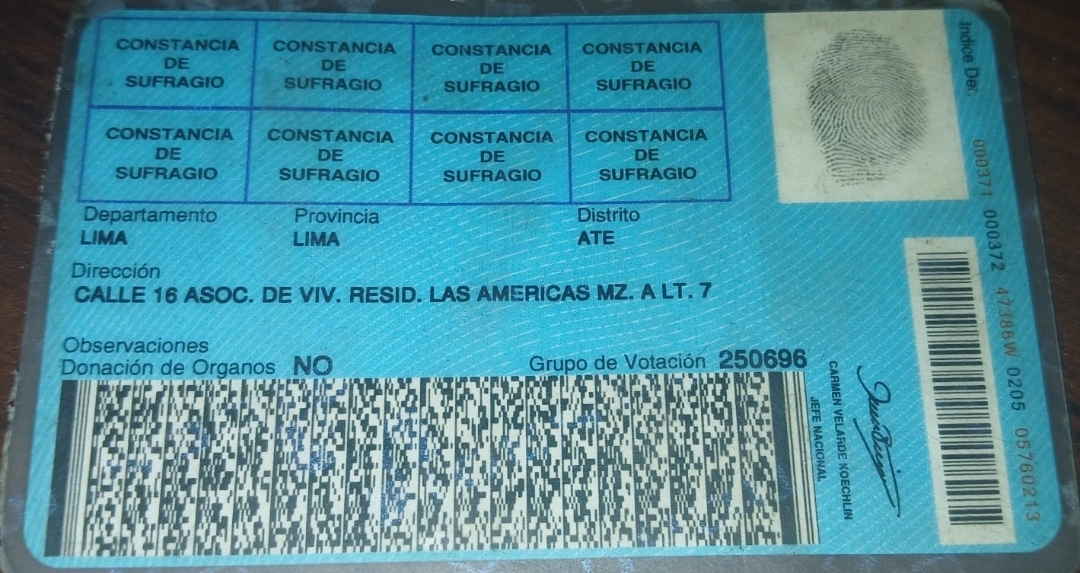 CONSTANCIA DE SUFRAGIO
CONSTANCIA DE SUFRAGIO
CONSTANCIA DE SUFRAGIO
CONSTANCIA DE SUFRAGIO
CONSTANCIA DE SUFRAGIO
CONSTANCIA DE SUFRAGIO
CONSTANCIA DE SUFRAGIO
CONSTANCIA DE SUFRAGIO
Indice Der.
Departamento Provincia Distrito
LIMA LIMA ATE
Dirección
CALLE 16 ASOC. DE VIV. RESID. LAS AMERICAS MZ. A LT. 7
Observaciones
Donación de Organos NO Grupo de Votación 250696
CARMEN VELARDE KOECHLIN
JEFE NACIONAL
000371 000372 47386W 0205 05760213